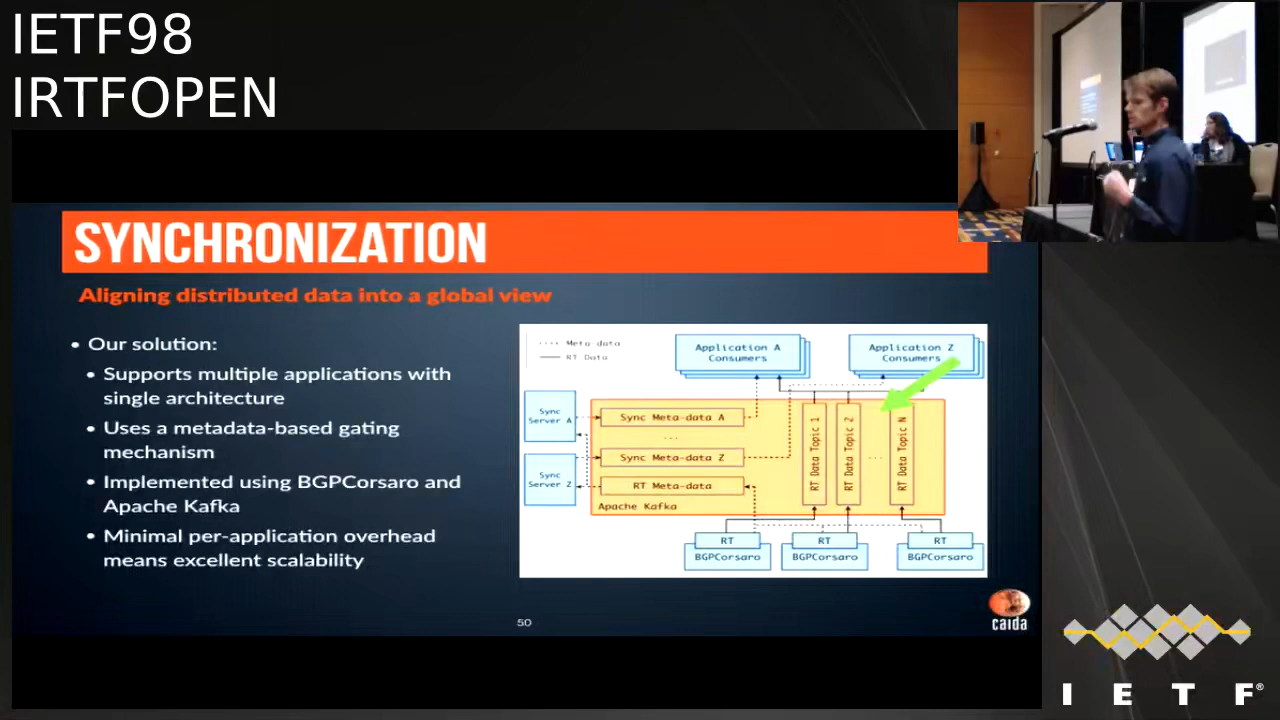 IETF98
IRTFOPEN
SYNCHRONIZATION
Aligning distributed data into a global view
• Our solution:
• Supports multiple applications with
single architecture
• Uses a metadata-based gating
mechanism
• Implemented using BGPCorsaro and
Apache Kafka
• Minimal per-application overhead
means excellent scalability
Meta-data
RT Data
Application A
Consumers
Application Z
Consumers
Sync
Server A
Sync Meta-data A
...
Sync
Server Z
Sync Meta-data Z
RT Meta-data
Apache Kafka
RT Data Topic 1
RT Data Topic 2
...
RT Data Topic N
RT
BGPCorsaro
RT
BGPCorsaro
RT
BGPCorsaro
50
caida
I E T F®